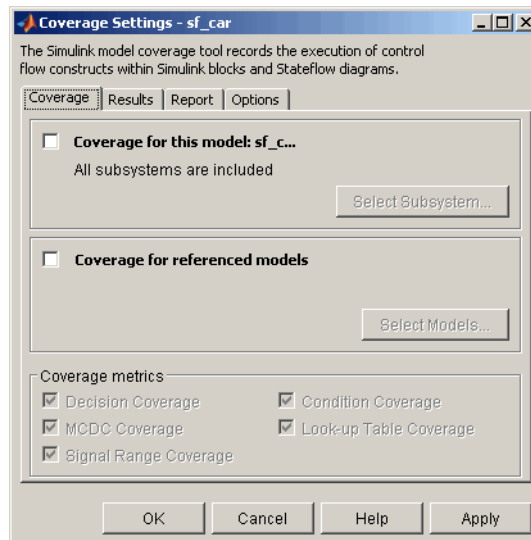 Coverage Settings - sf_car
The Simulink model coverage tool records the execution of control
flow constructs within Simulink blocks and Stateflow diagrams.
Coverage Results Report Options
Coverage for this model: sf_c...
All subsystems are included
Select Subsystem...
Coverage for referenced models
Select Models...
Coverage metrics
Decision Coverage Condition Coverage
MCDC Coverage Look-up Table Coverage
Signal Range Coverage
OK Cancel Help Apply